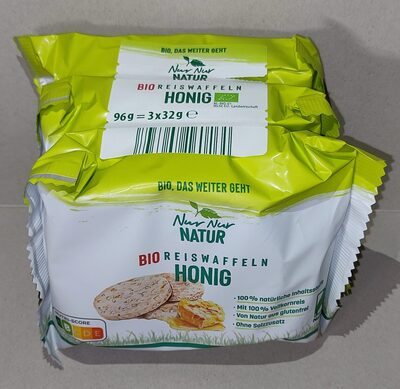 BIO, DAS WEITER GEHT
Nur Nur
NATUR
BIO REISWAFFELN
HONIG
96g = 3x32g ℮
BIO, DAS WEITER GEHT
Nur Nur
NATUR
BIO REISWAFFELN
HONIG
• 100% natürliche Inhaltsstoffe
• Mit 100% Vollkornreis
• Von Natur aus glutenfrei
• Ohne Salzzusatz
-SCORE
B
D E